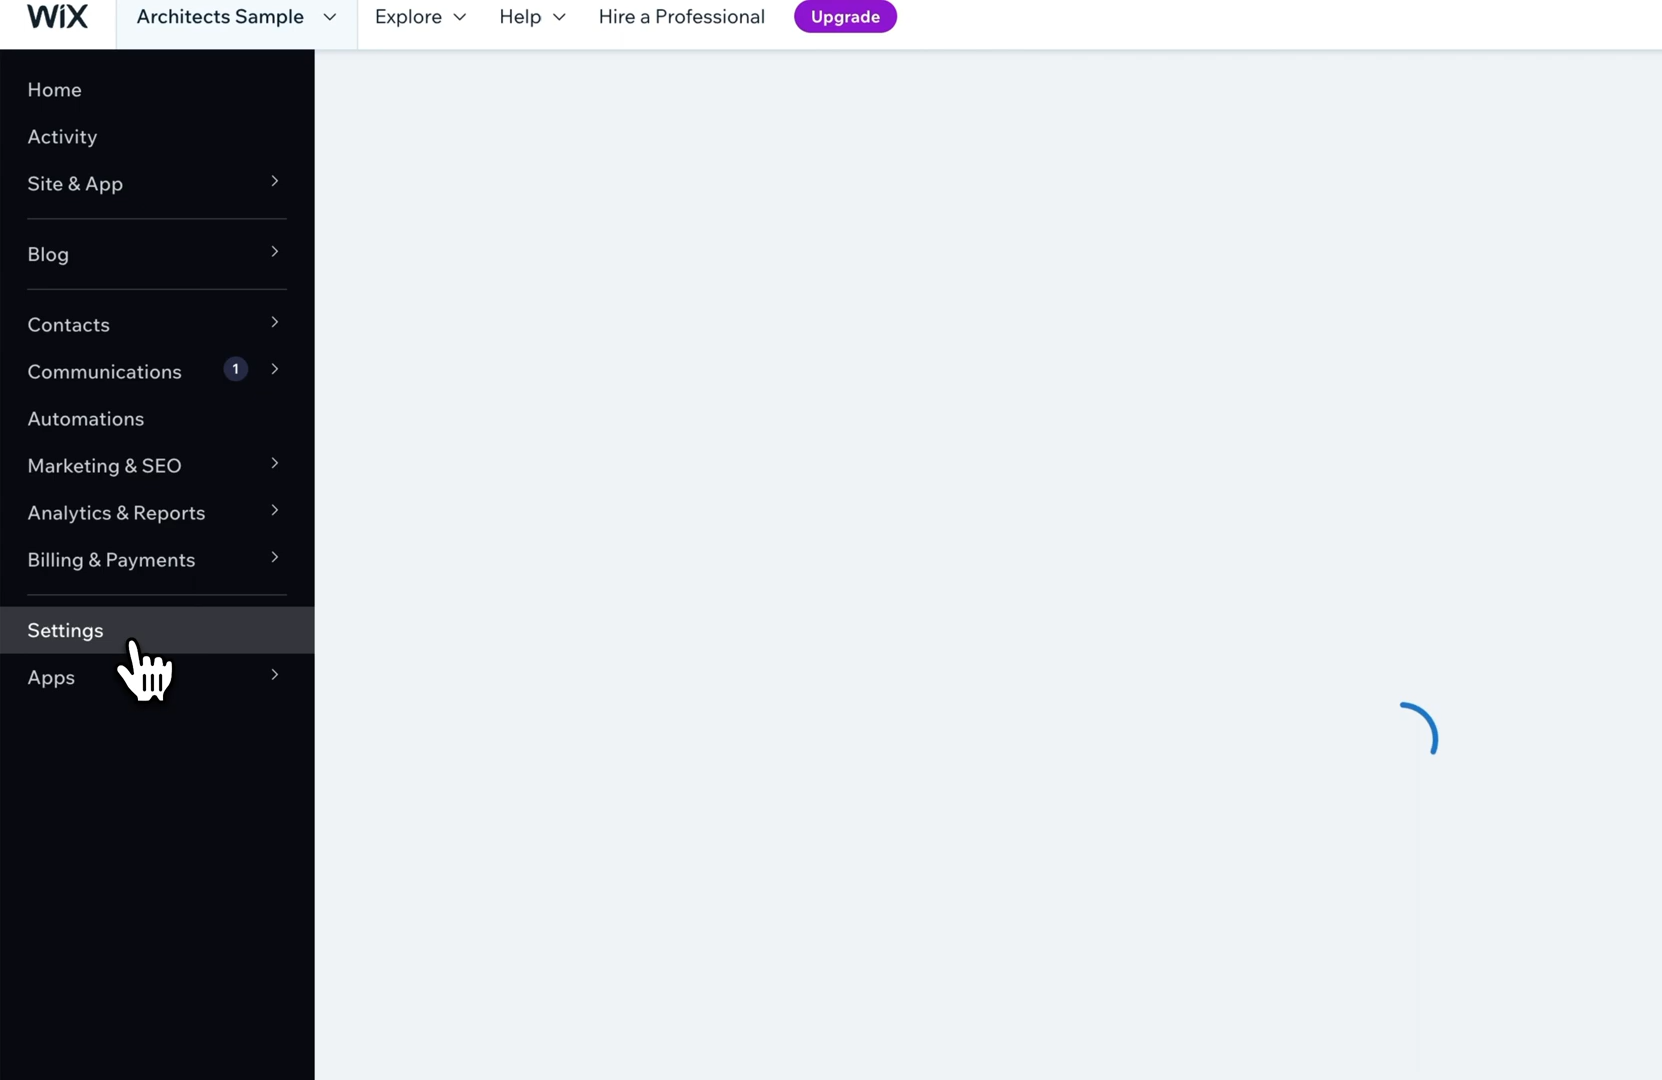 WiX Architects Sample Explore Help Hire a Professional Upgrade
Home
Activity
Site & App
Blog
Contacts
Communications 1
Automations
Marketing & SEO
Analytics & Reports
Billing & Payments
Settings
Apps